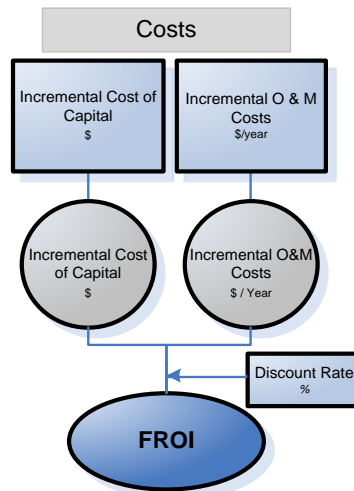 Costs
Incremental Cost of
Capital
$
Incremental O & M
Costs
$/year
Incremental Cost
of Capital
$
Incremental O&M
Costs
$ / Year
Discount Rate
%
FROI